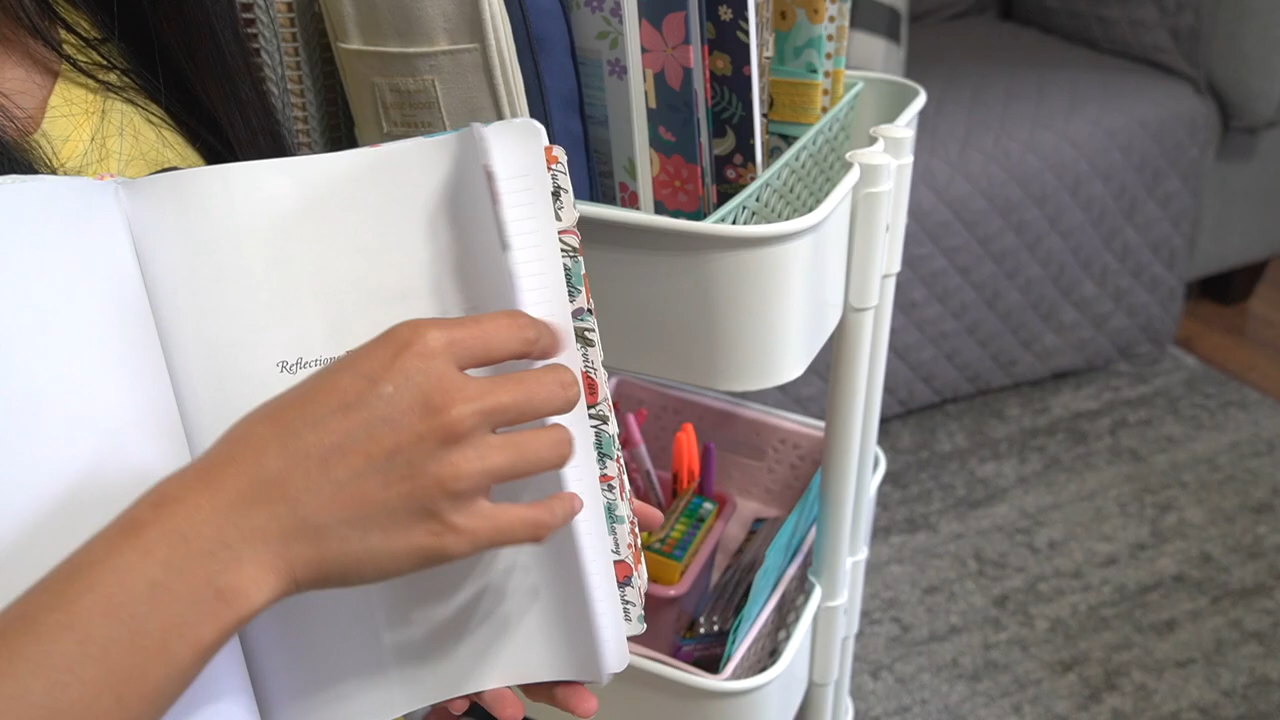 Reflections
Judges
Exodus
Leviticus
Numbers
Deuteronomy
Joshua